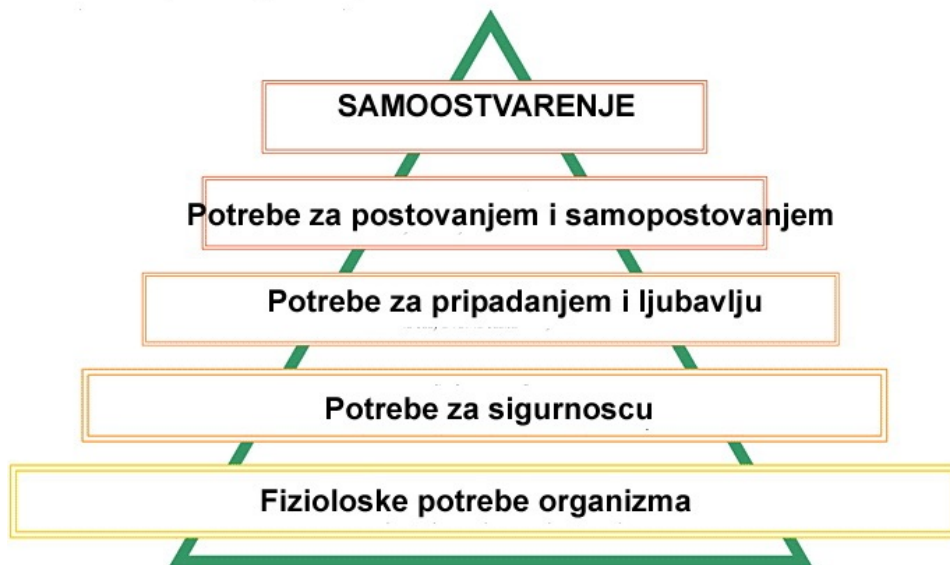 SAMOOSTVARENJE
Potrebe za postovanjem i samopostovanjem
Potrebe za pripadanjem i ljubavlju
Potrebe za sigurnoscu
Fizioloske potrebe organizma